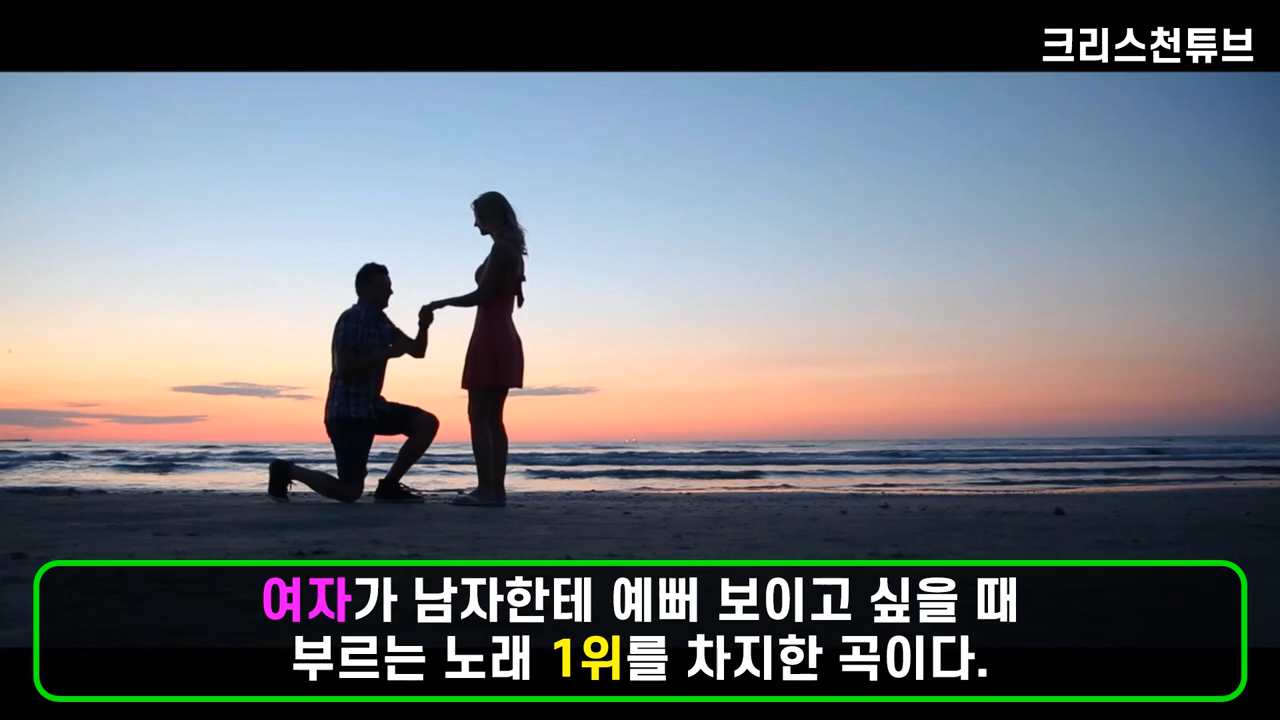 크리스천튜브
여자가 남자한테 예뻐 보이고 싶을 때
부르는 노래 1위를 차지한 곡이다.